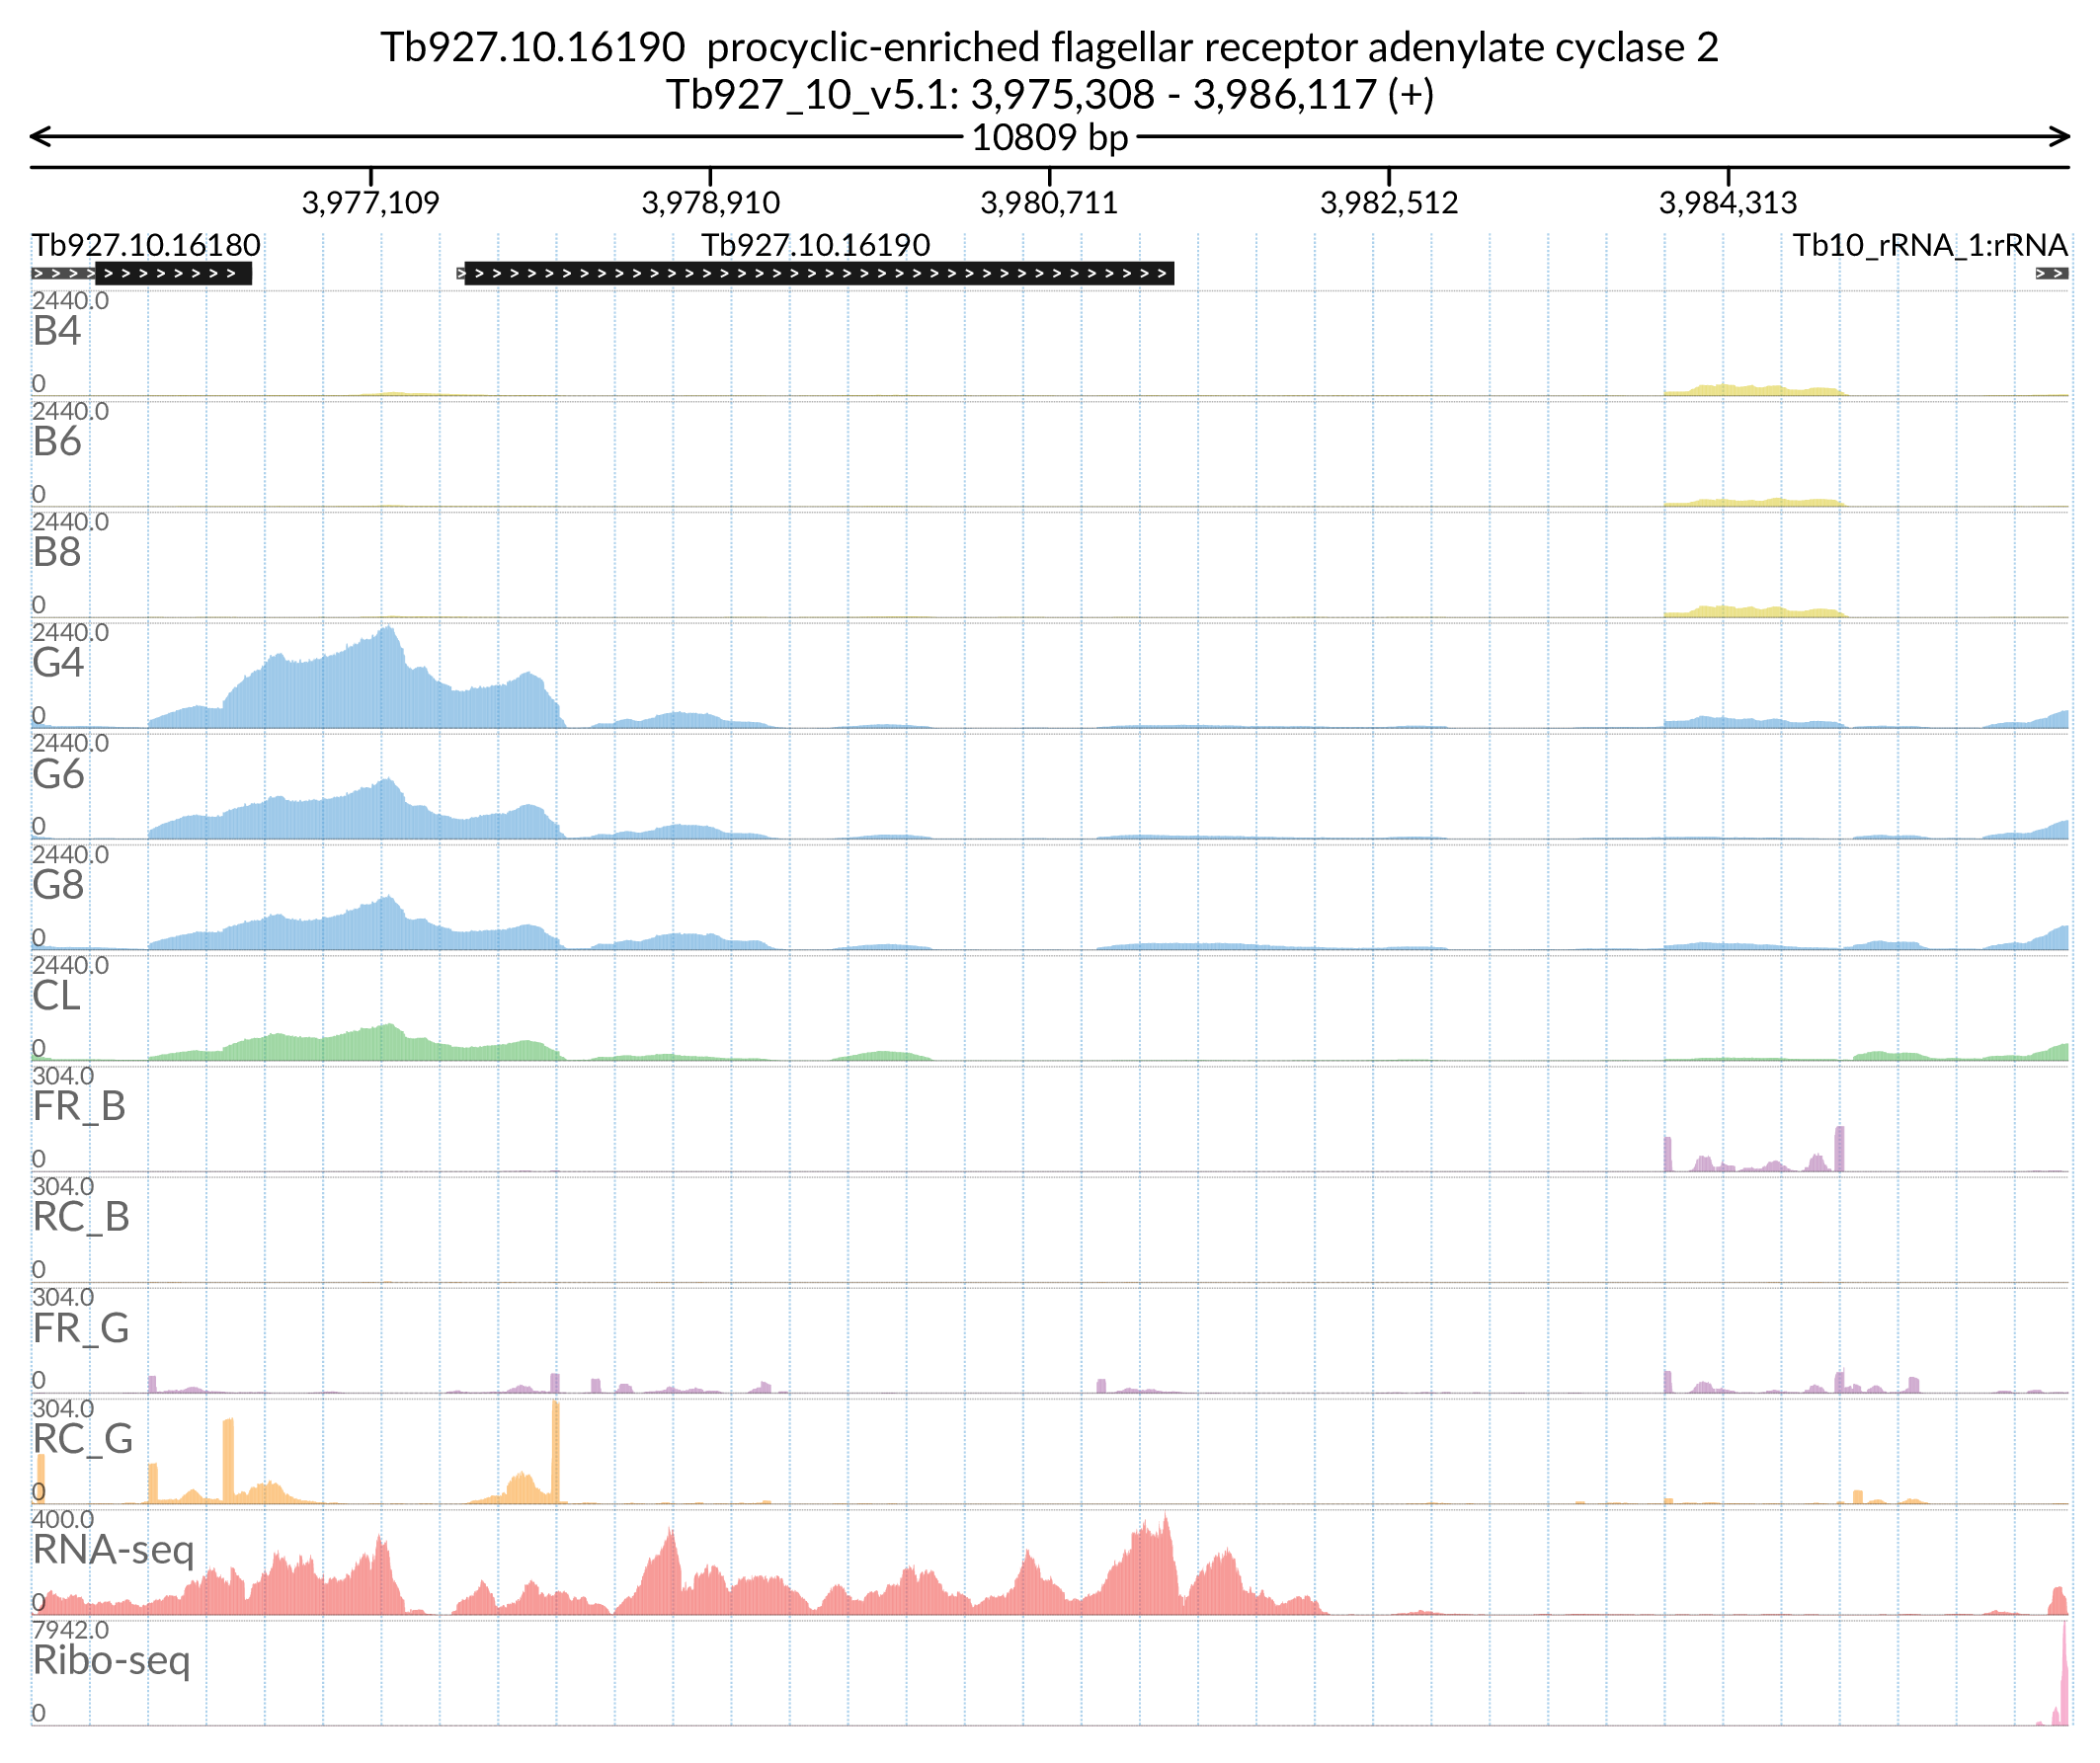 Tb927.10.16190  procyclic-enriched flagellar receptor adenylate cyclase 2
Tb927_10_v5.1: 3,975,308 - 3,986,117 (+)
10809 bp
3,977,109 3,978,910 3,980,711 3,982,512 3,984,313
Tb927.10.16180 Tb927.10.16190 Tb10_rRNA_1:rRNA
2440.0
B4
0
2440.0
B6
0
2440.0
B8
0
2440.0
G4
0
2440.0
G6
0
2440.0
G8
0
2440.0
CL
0
304.0
FR_B
0
304.0
RC_B
0
304.0
FR_G
0
304.0
RC_G
0
400.0
RNA-seq
0
7942.0
Ribo-seq
0